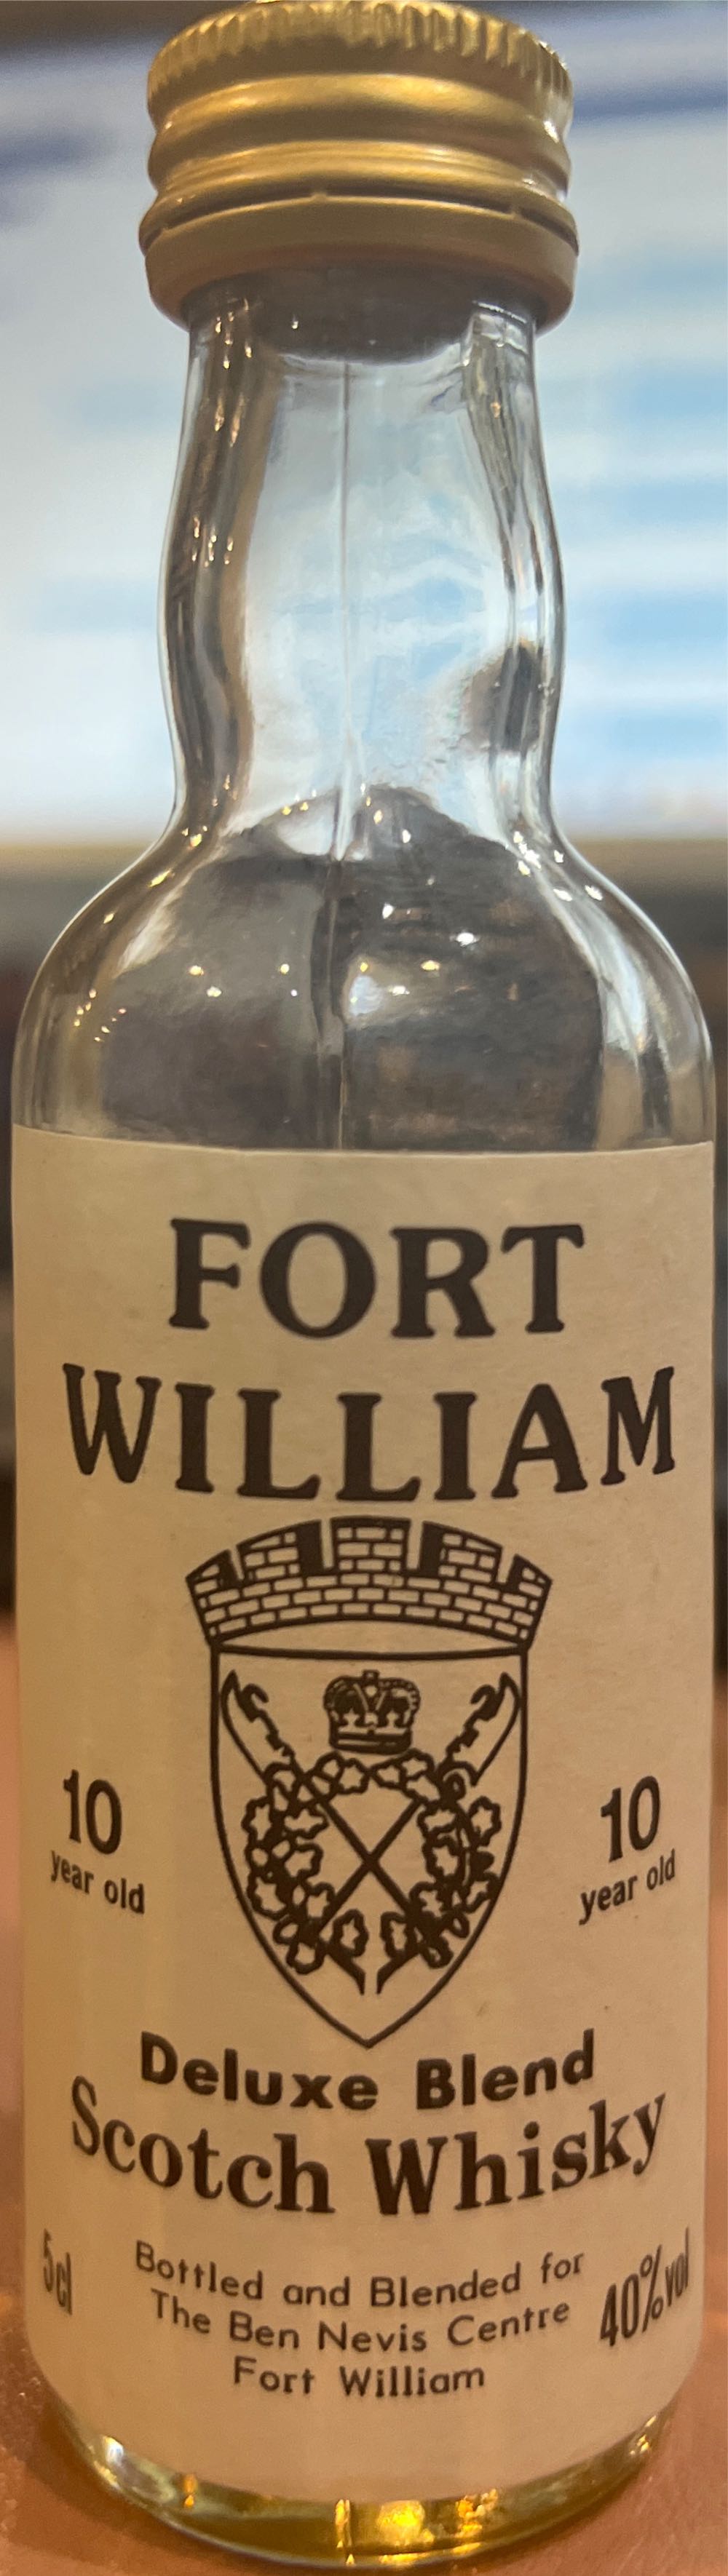 FORT
WILLIAM
10
year old
10
year old
Deluxe Blend
Scotch Whisky
5cl
Bottled and Blended for
The Ben Nevis Centre
Fort William
40%vol